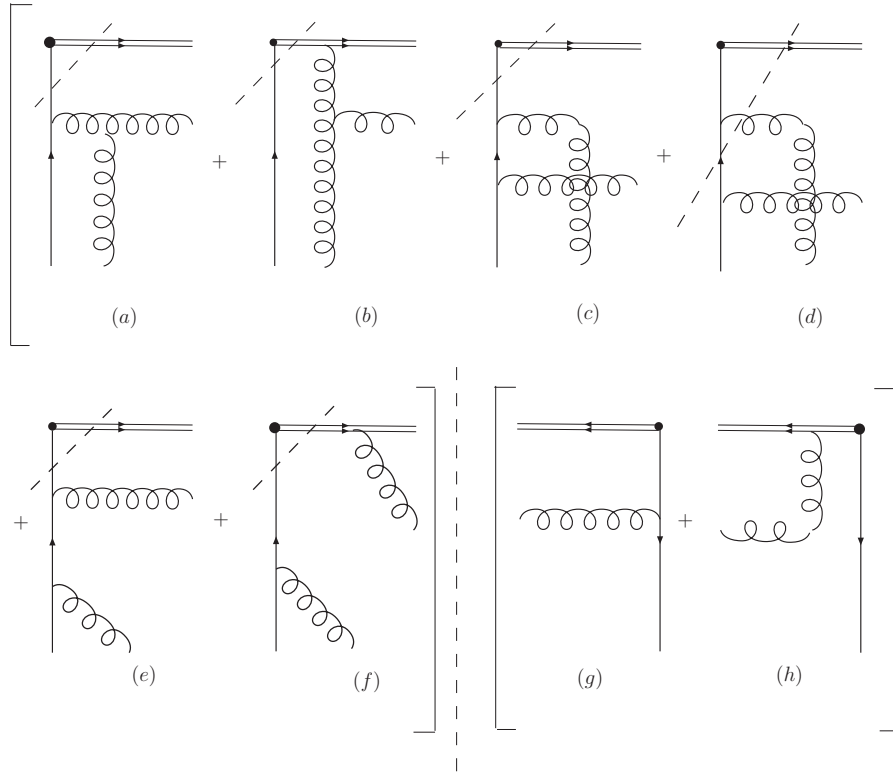 + + +
(a) (b) (c) (d)
+ + +
(e) (f) (g) (h)